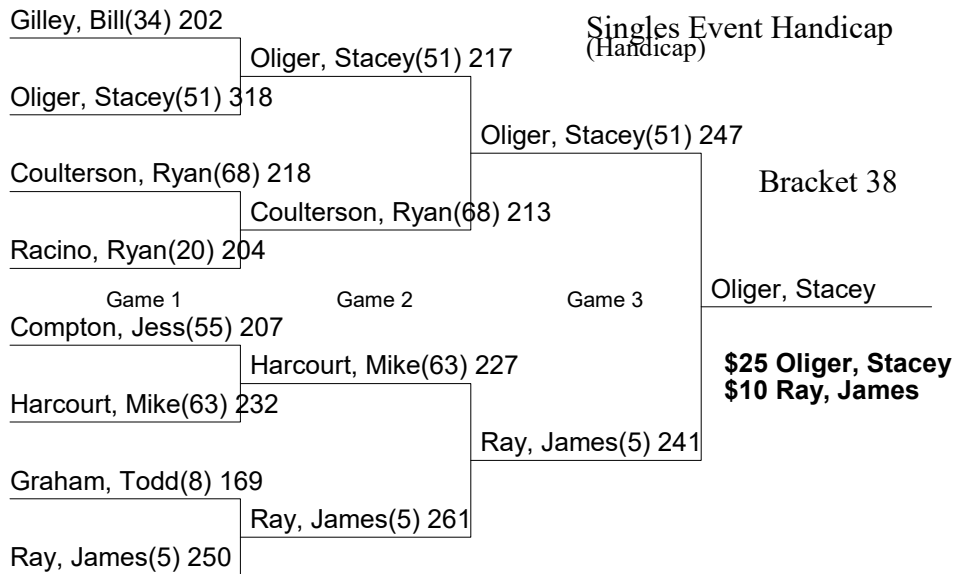 Gilley, Bill(34) 202
Singles Event Handicap
(Handicap)
Oliger, Stacey(51) 217
Oliger, Stacey(51) 318
Oliger, Stacey(51) 247
Coulterson, Ryan(68) 218
Bracket 38
Coulterson, Ryan(68) 213
Racino, Ryan(20) 204
Game 1
Game 2
Game 3
Oliger, Stacey
Compton, Jess(55) 207
Harcourt, Mike(63) 227
$25 Oliger, Stacey
$10 Ray, James
Harcourt, Mike(63) 232
Ray, James(5) 241
Graham, Todd(8) 169
Ray, James(5) 261
Ray, James(5) 250